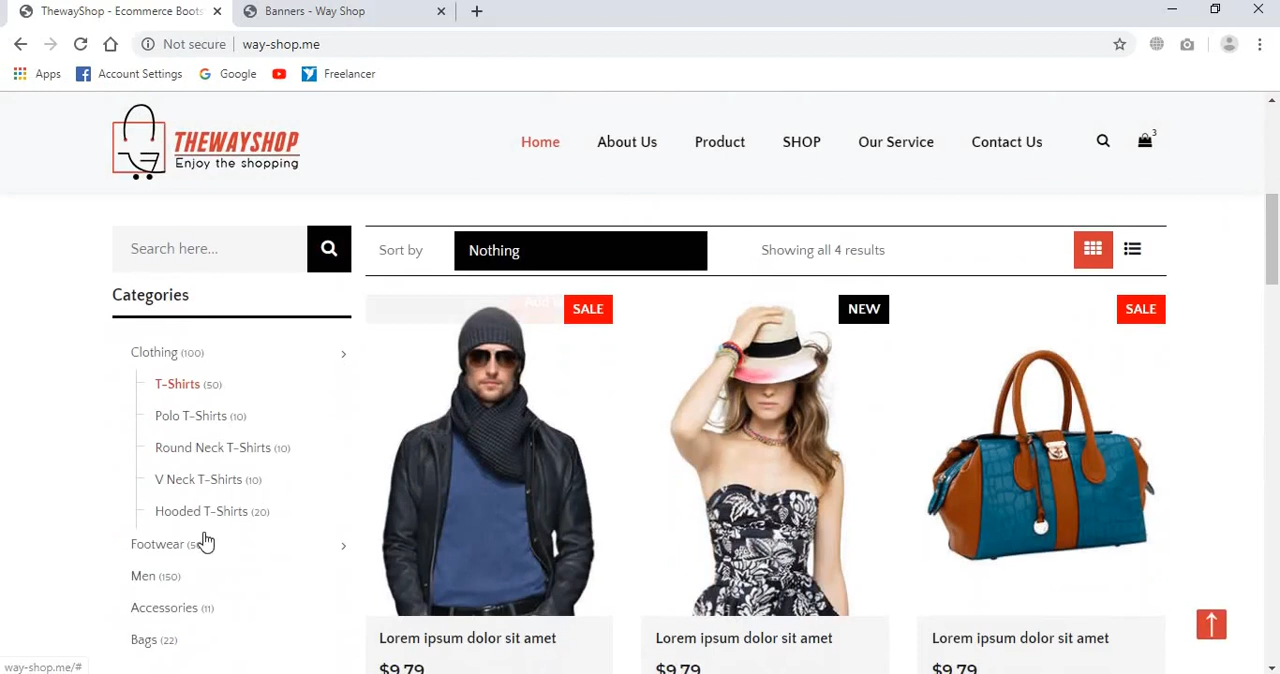 ThewayShop - Ecommerce Boots
Banners - Way Shop
Not secure
way-shop.me
Apps
Account Settings
Google
Freelancer
THEWAYSHOP
Enjoy the shopping
Home
About Us
Product
SHOP
Our Service
Contact Us
3
Search here...
Sort by
Nothing
Showing all 4 results
Categories
SALE
NEW
SALE
Clothing (100)
T-Shirts (50)
Polo T-Shirts (10)
Round Neck T-Shirts (10)
V Neck T-Shirts (10)
Hooded T-Shirts (20)
Footwear
Men (150)
Accessories (11)
Bags (22)
Lorem ipsum dolor sit amet
Lorem ipsum dolor sit amet
Lorem ipsum dolor sit amet
$9.79
$9.79
$9.79
way-shop.me/#